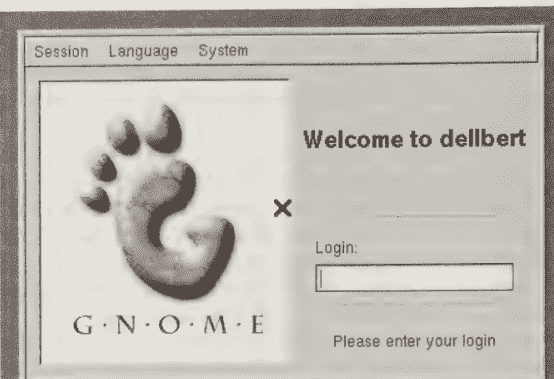 Session Language System
Welcome to dellbert
Login:
G·N·O·M·E
Please enter your login